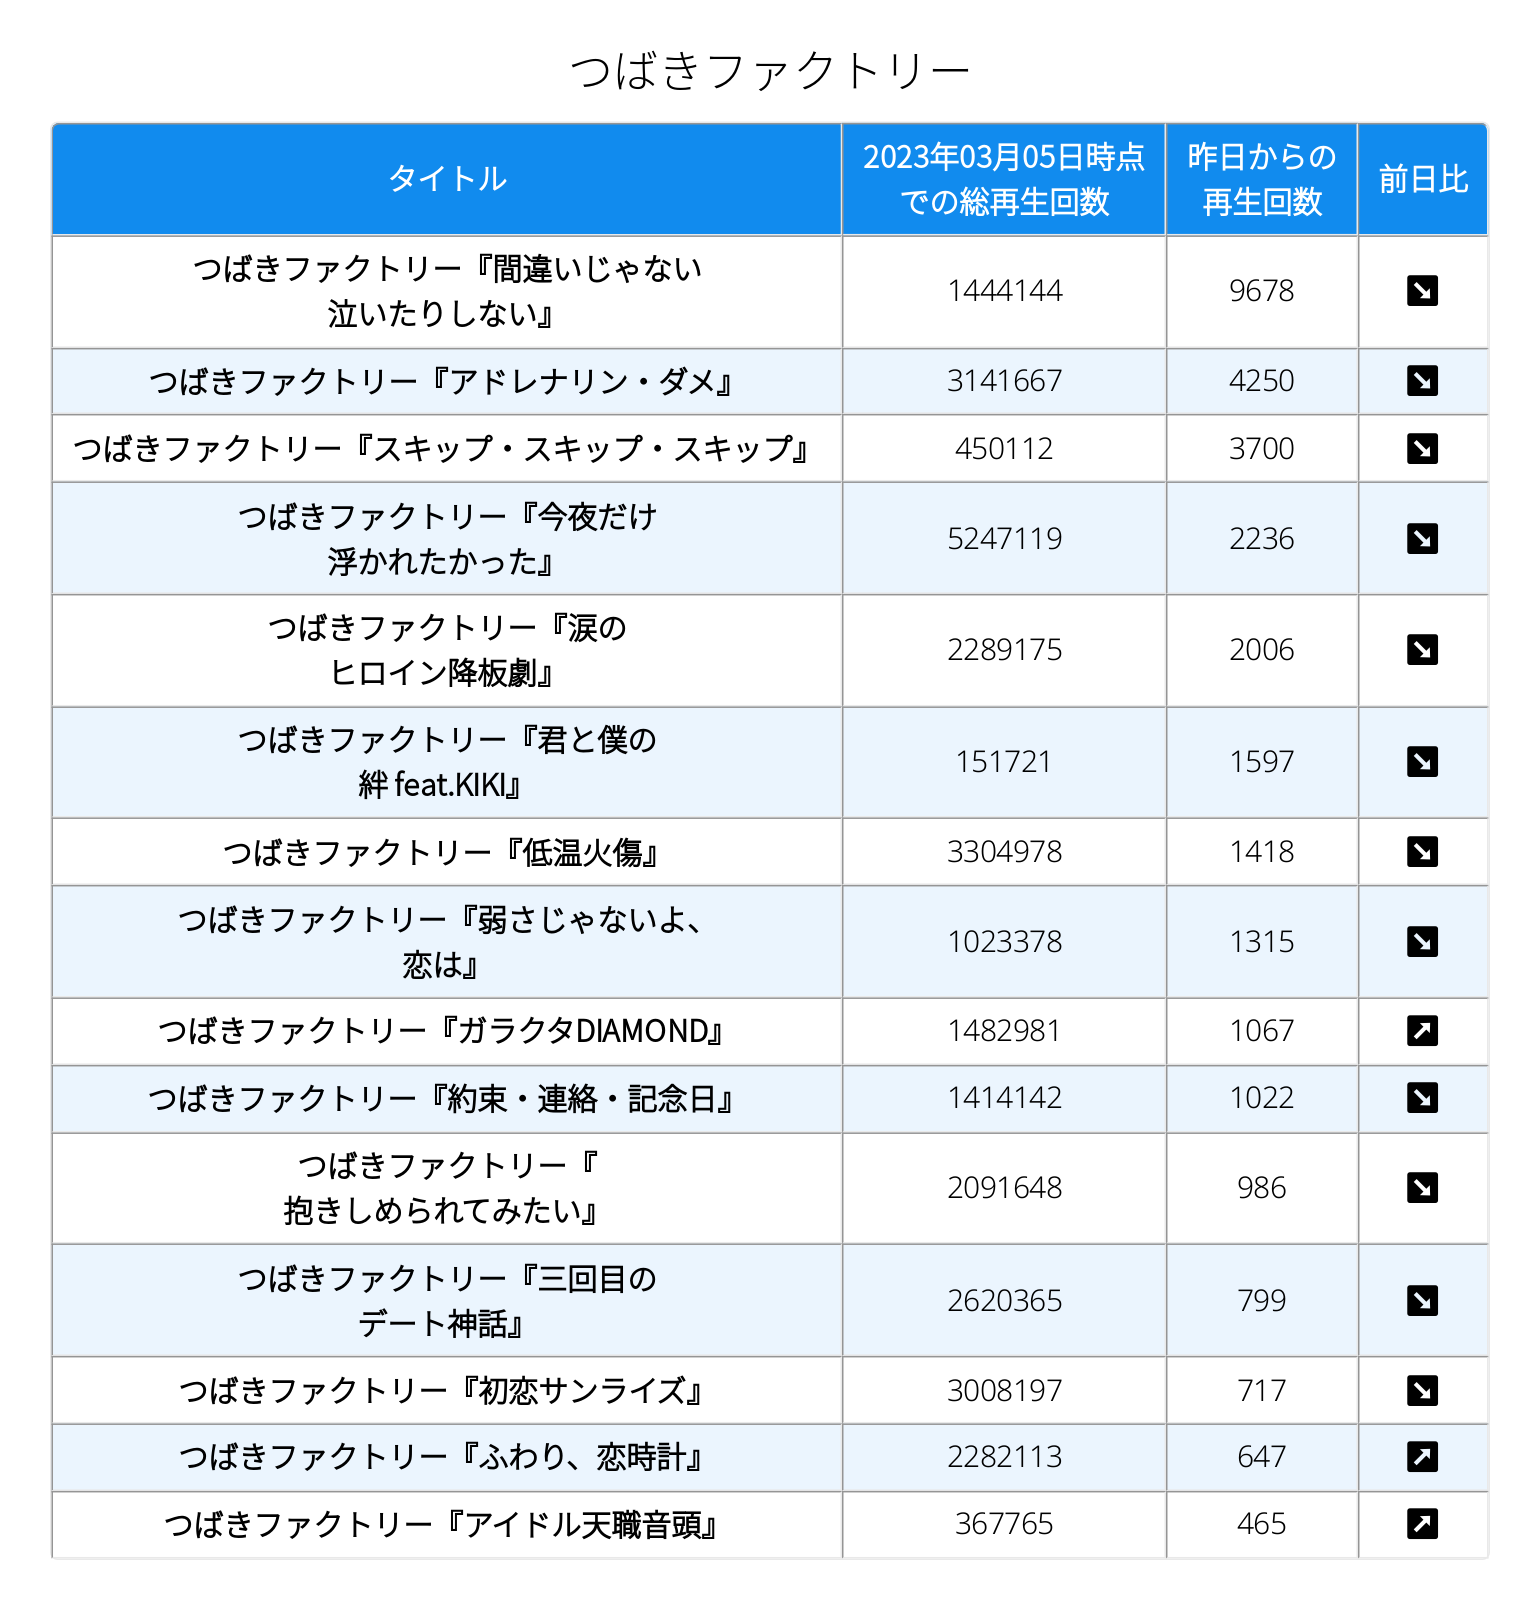 つばきファクトリー
タイトル
2023年03月05日時点
での総再生回数
昨日からの
再生回数
前日比
つばきファクトリー『間違いじゃない
泣いたりしない』
1444144
9678
つばきファクトリー『アドレナリン・ダメ』
3141667
4250
つばきファクトリー『スキップ・スキップ・スキップ』
450112
3700
つばきファクトリー『今夜だけ
浮かれたかった』
5247119
2236
つばきファクトリー『涙の
ヒロイン降板劇』
2289175
2006
つばきファクトリー『君と僕の
絆 feat.KIKI』
151721
1597
つばきファクトリー『低温火傷』
3304978
1418
つばきファクトリー『弱さじゃないよ、
恋は』
1023378
1315
つばきファクトリー『ガラクタDIAMOND』
1482981
1067
つばきファクトリー『約束・連絡・記念日』
1414142
1022
つばきファクトリー『
抱きしめられてみたい』
2091648
986
つばきファクトリー『三回目の
デート神話』
2620365
799
つばきファクトリー『初恋サンライズ』
3008197
717
つばきファクトリー『ふわり、恋時計』
2282113
647
つばきファクトリー『アイドル天職音頭』
367765
465